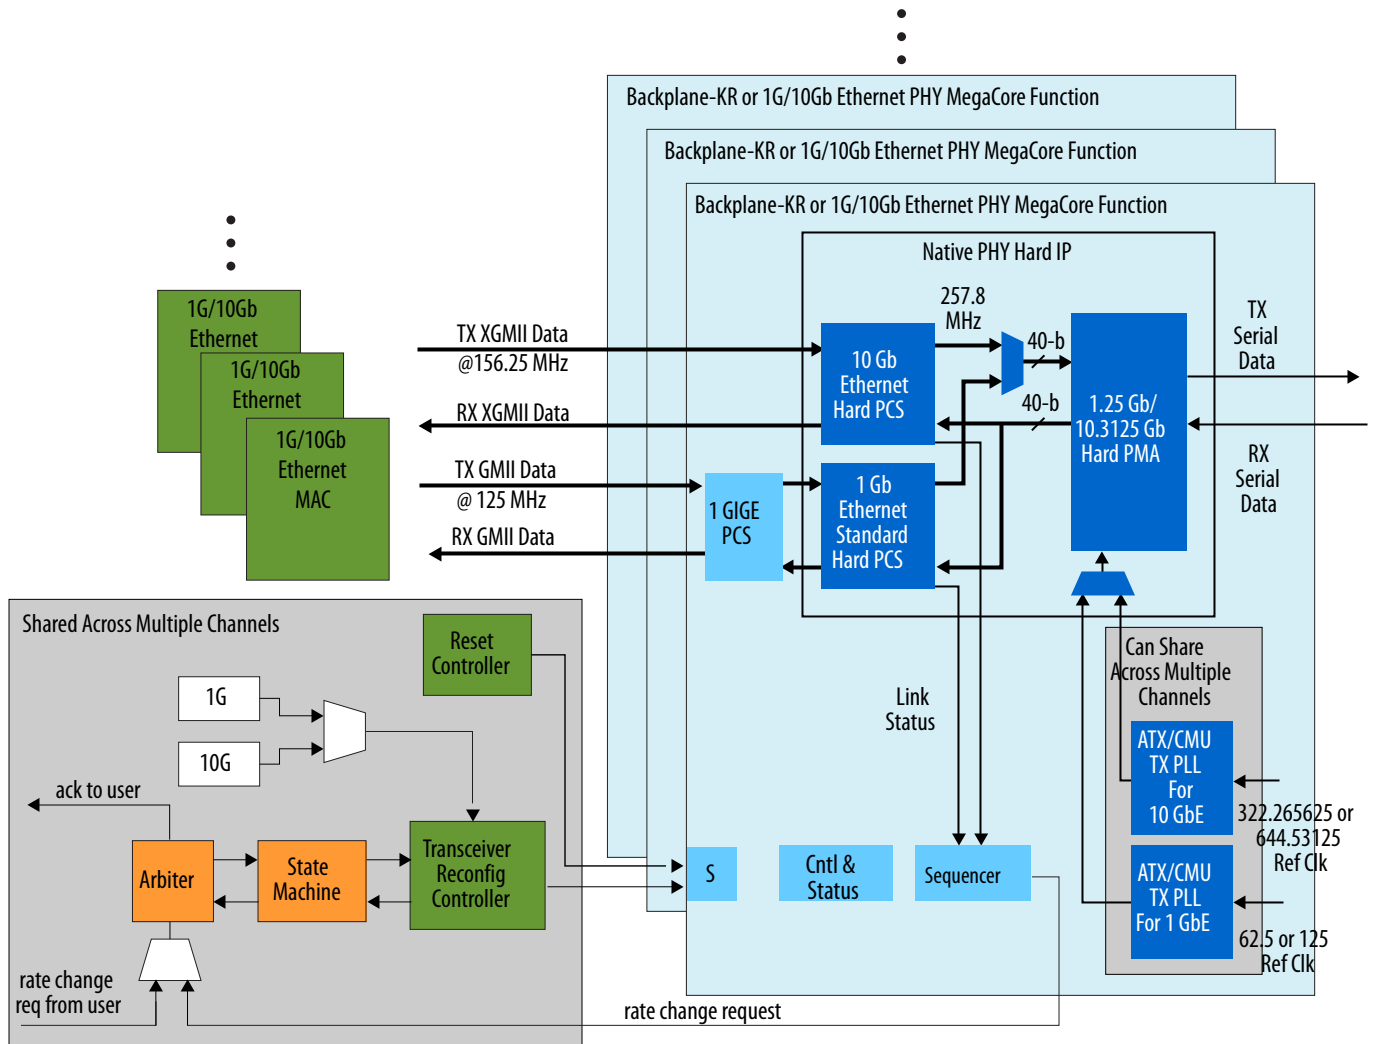 Backplane-KR or 1G/10Gb Ethernet PHY MegaCore Function
Backplane-KR or 1G/10Gb Ethernet PHY MegaCore Function
Backplane-KR or 1G/10Gb Ethernet PHY MegaCore Function
Native PHY Hard IP
257.8
MHz
1G/10Gb
Ethernet
1G/10Gb
Ethernet
1G/10Gb
Ethernet
MAC
TX XGMII Data
@156.25 MHz
RX XGMII Data
TX GMII Data
@ 125 MHz
RX GMII Data
10 Gb
Ethernet
Hard PCS
40-b
40-b
1.25 Gb/
10.3125 Gb
Hard PMA
TX
Serial
Data
RX
Serial
Data
1 GIGE
PCS
1 Gb
Ethernet
Standard
Hard PCS
Shared Across Multiple Channels
Reset
Controller
1G
10G
ack to user
Arbiter
State
Machine
Transceiver
Reconfig
Controller
rate change
req from user
Link
Status
Can Share
Across Multiple
Channels
ATX/CMU
TX PLL
For
10 GbE
322.265625 or
644.53125
Ref Clk
ATX/CMU
TX PLL
For 1 GbE
62.5 or 125
Ref Clk
S
Cntl &
Status
Sequencer
rate change request